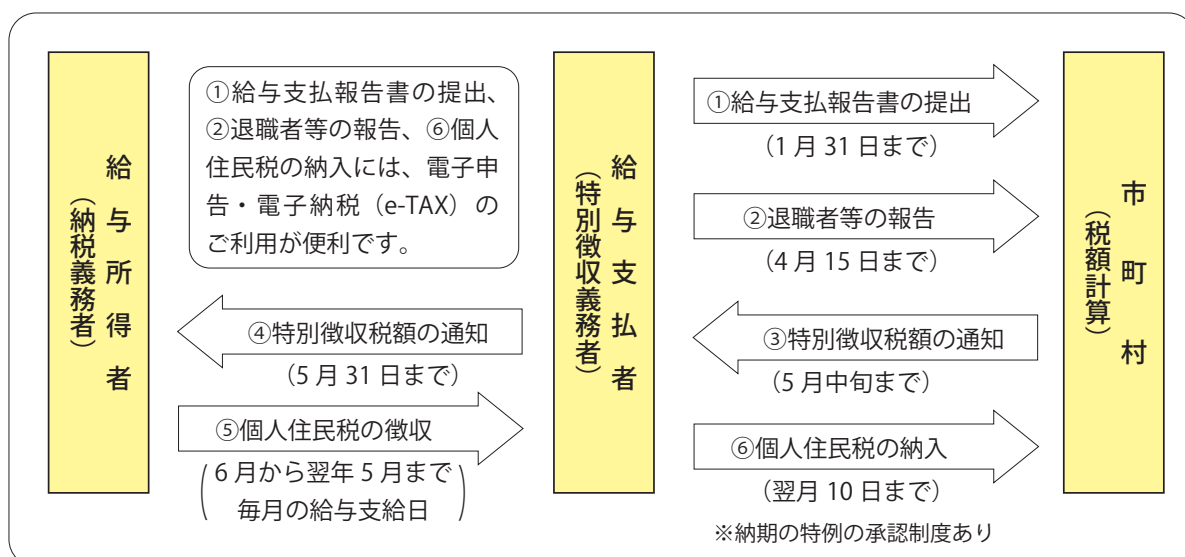 給与所得者
（納税義務者）
①給与支払報告書の提出、
②退職者等の報告、⑥個人
住民税の納入には、電子申
告・電子納税（e-TAX）の
ご利用が便利です。
④特別徴収税額の通知
（5 月 31 日まで）
⑤個人住民税の徴収
（6 月から翌年 5 月まで
毎月の給与支給日）
給与支払者
（特別徴収義務者）
①給与支払報告書の提出
（1 月 31 日まで）
②退職者等の報告
（4 月 15 日まで）
③特別徴収税額の通知
（5 月中旬まで）
⑥個人住民税の納入
（翌月 10 日まで）
※納期の特例の承認制度あり
市町村
（税額計算）